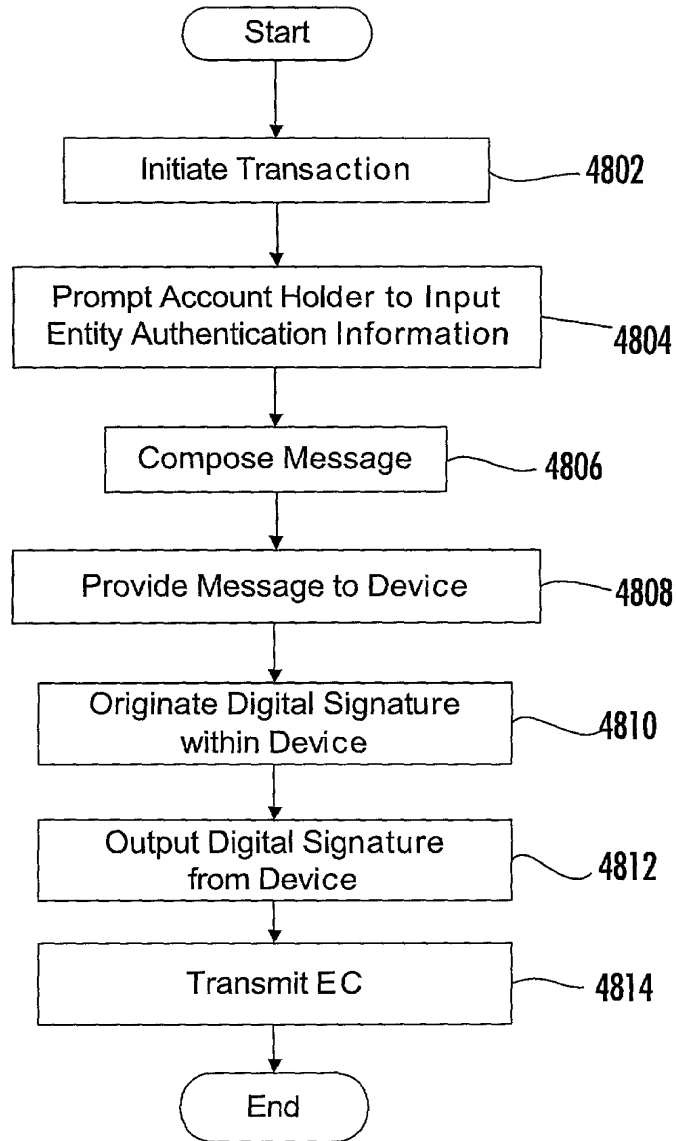 Start
Initiate Transaction
4802
Prompt Account Holder to Input
Entity Authentication Information
4804
Compose Message
4806
Provide Message to Device
4808
Originate Digital Signature
within Device
4810
Output Digital Signature
from Device
4812
Transmit EC
4814
End